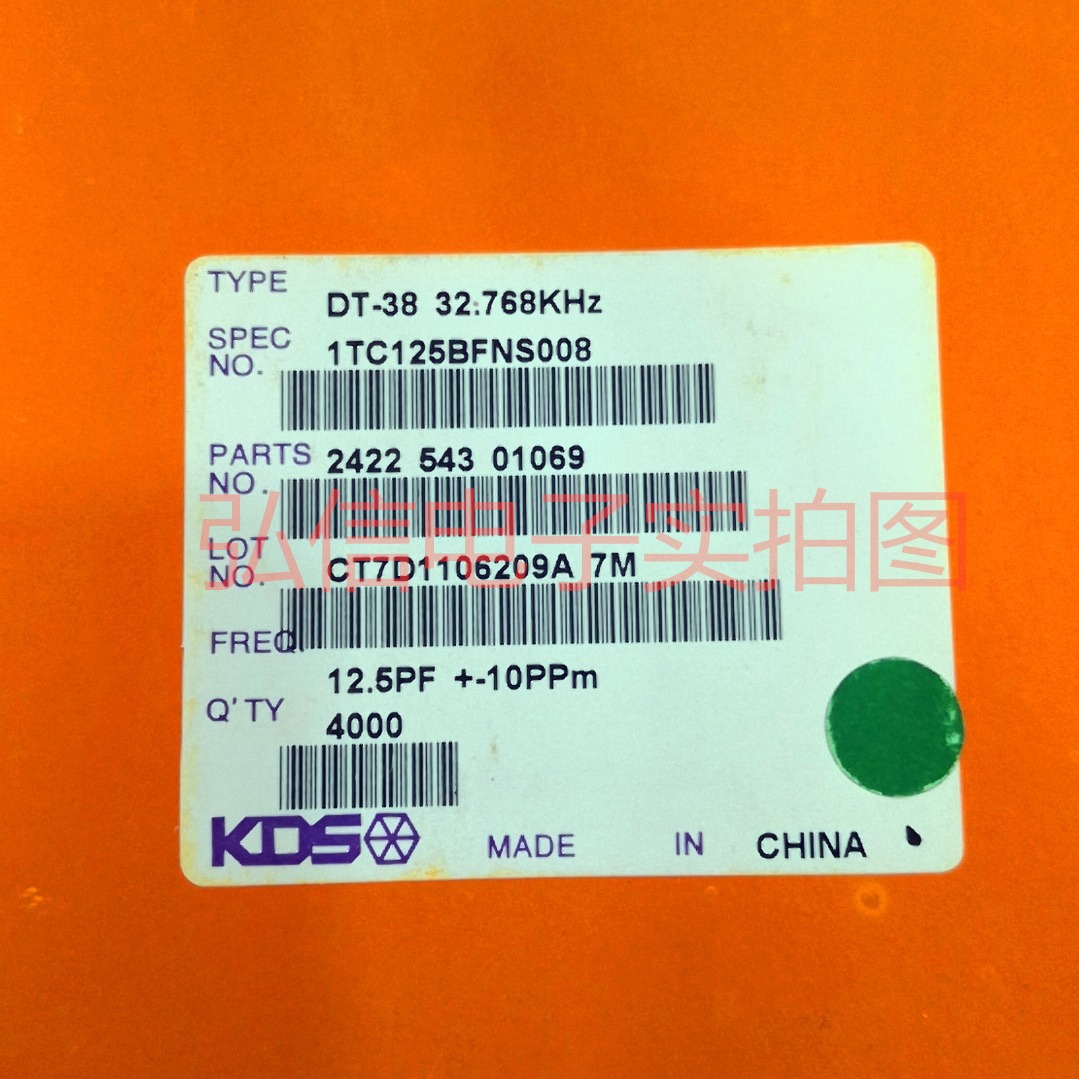 TYPE
DT-38 32.768KHz
SPEC
NO.
1TC125BFNS008
PARTS
NO.
2422 543 01069
弘信电子实拍图
LOT
NO.
CT7D1106209A 7M
FREQ.
12.5PF +-10PPm
Q'TY
4000
KDS
MADE IN CHINA